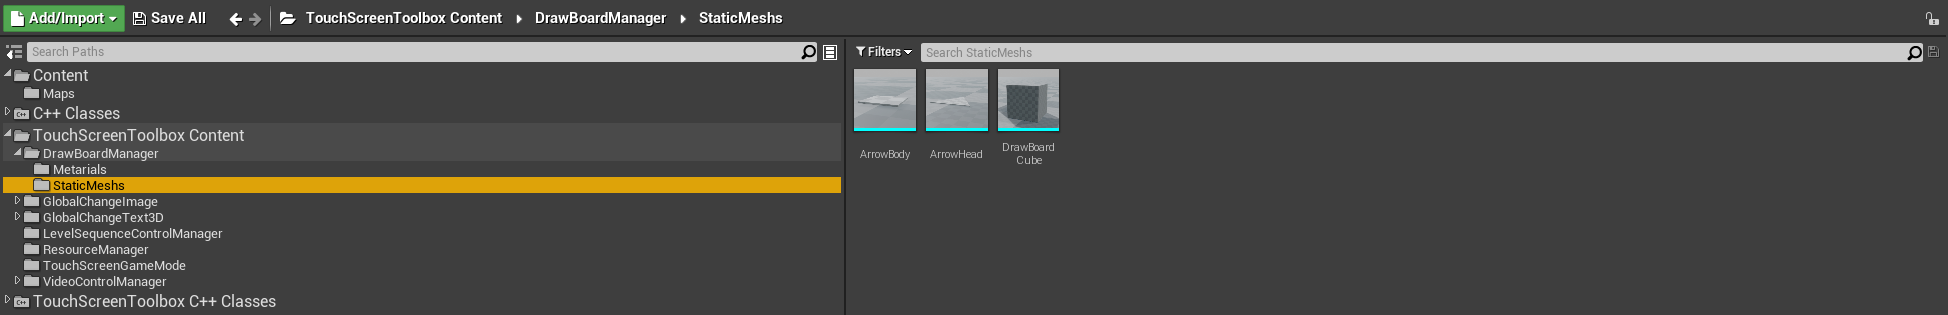 Add/Import Save All TouchScreenToolbox Content DrawBoardManager StaticMeshs
Search Paths
Content
Maps
C++ Classes
TouchScreenToolbox Content
DrawBoardManager
Metarials
StaticMeshs
GlobalChangeImage
GlobalChangeText3D
LevelSequenceControlManager
ResourceManager
TouchScreenGameMode
VideoControlManager
TouchScreenToolbox C++ Classes
Filters Search StaticMeshs
ArrowBody
ArrowHead
DrawBoard
Cube